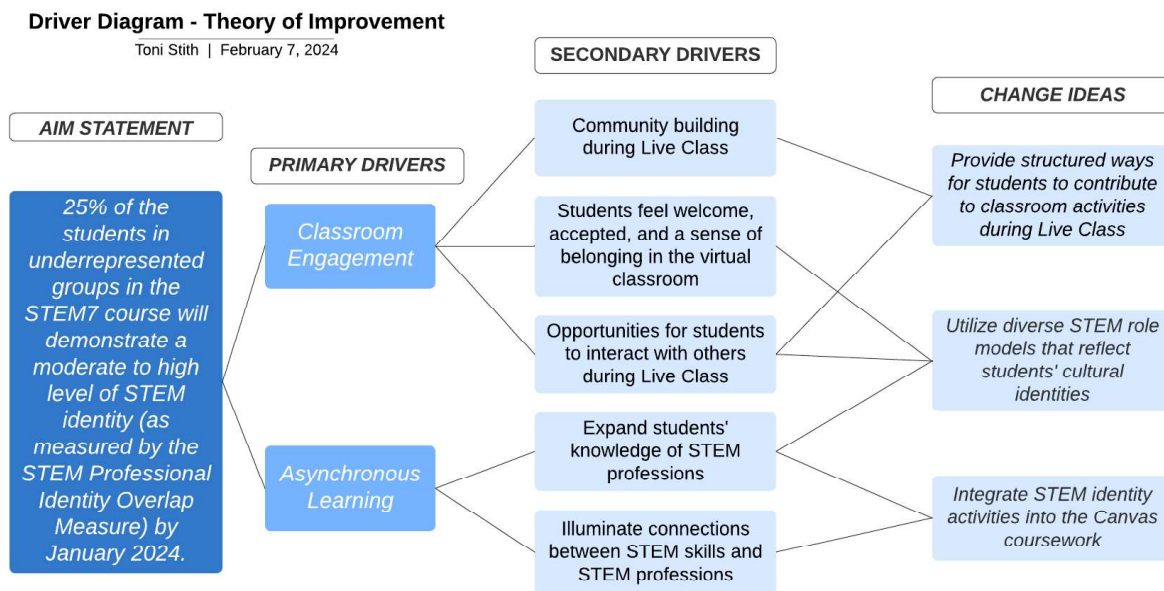 Driver Diagram - Theory of Improvement
Toni Stith | February 7, 2024
AIM STATEMENT
25% of the
students in
underrepresented
groups in the
STEM7 course will
demonstrate a
moderate to high
level of STEM
identity (as
measured by the
STEM Professional
Identity Overlap
Measure) by
January 2024.
PRIMARY DRIVERS
Classroom
Engagement
Asynchronous
Learning
SECONDARY DRIVERS
Community building
during Live Class
Students feel welcome,
accepted, and a sense of
belonging in the virtual
classroom
Opportunities for students
to interact with others
during Live Class
Expand students'
knowledge of STEM
professions
Illuminate connections
between STEM skills and
STEM professions
CHANGE IDEAS
Provide structured ways
for students to contribute
to classroom activities
during Live Class
Utilize diverse STEM role
models that reflect
students' cultural
identities
Integrate STEM identity
activities into the Canvas
coursework